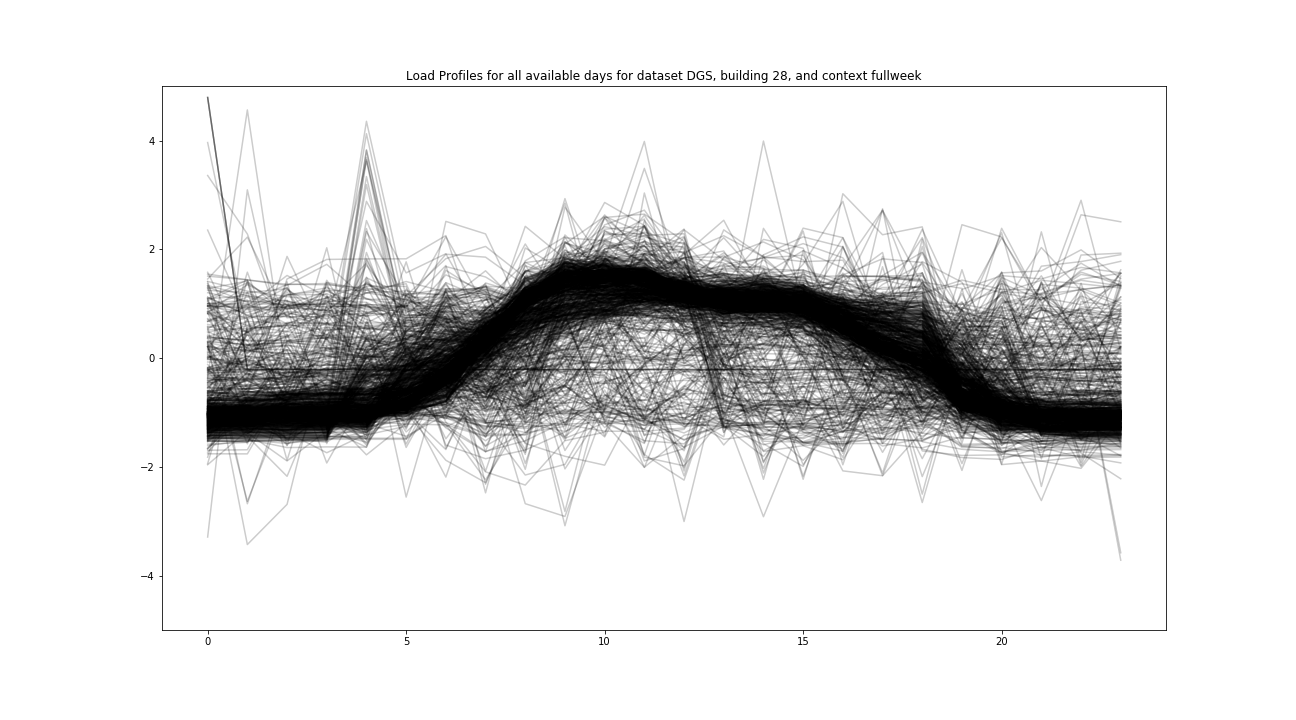 Load Profiles for all available days for dataset DGS, building 28, and context fullweek
4
2
0
−2
−4
0 5 10 15 20